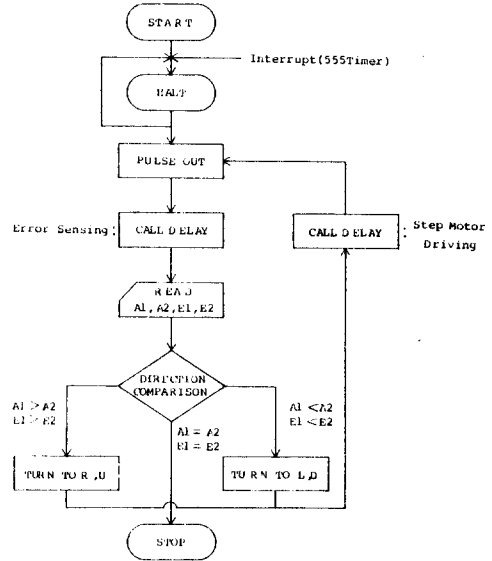 START
Interrupt(555Timer)
HALT
PULSE OUT
Error Sensing:
CALL DELAY
CALL DELAY
: Step Motor
Driving
READ
A1, A2, E1, E2
DIRECTION
COMPARISON
A1 > A2
E1 > E2
A1 = A2
E1 = E2
A1 < A2
E1 < E2
TURN TO R, U
TURN TO L, D
STOP